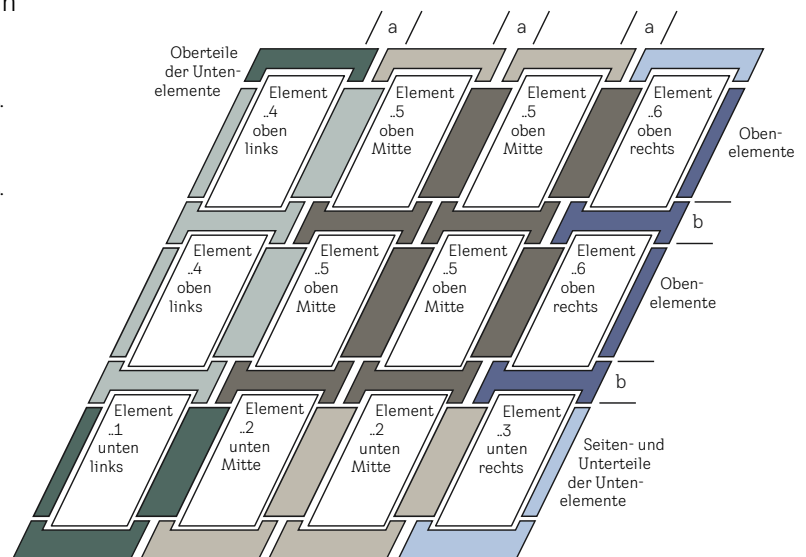 n
a
a
a
Oberteile
der Unten-
elemente
Element
..4
oben
links
Element
..5
oben
Mitte
Element
..5
oben
Mitte
Element
..6
oben
rechts
Oben-
elemente
.
.
b
Element
..4
oben
links
Element
..5
oben
Mitte
Element
..5
oben
Mitte
Element
..6
oben
rechts
Oben-
elemente
b
Element
..1
unten
links
Element
..2
unten
Mitte
Element
..2
unten
Mitte
Element
..3
unten
rechts
Seiten- und
Unterteile
der Unten-
elemente